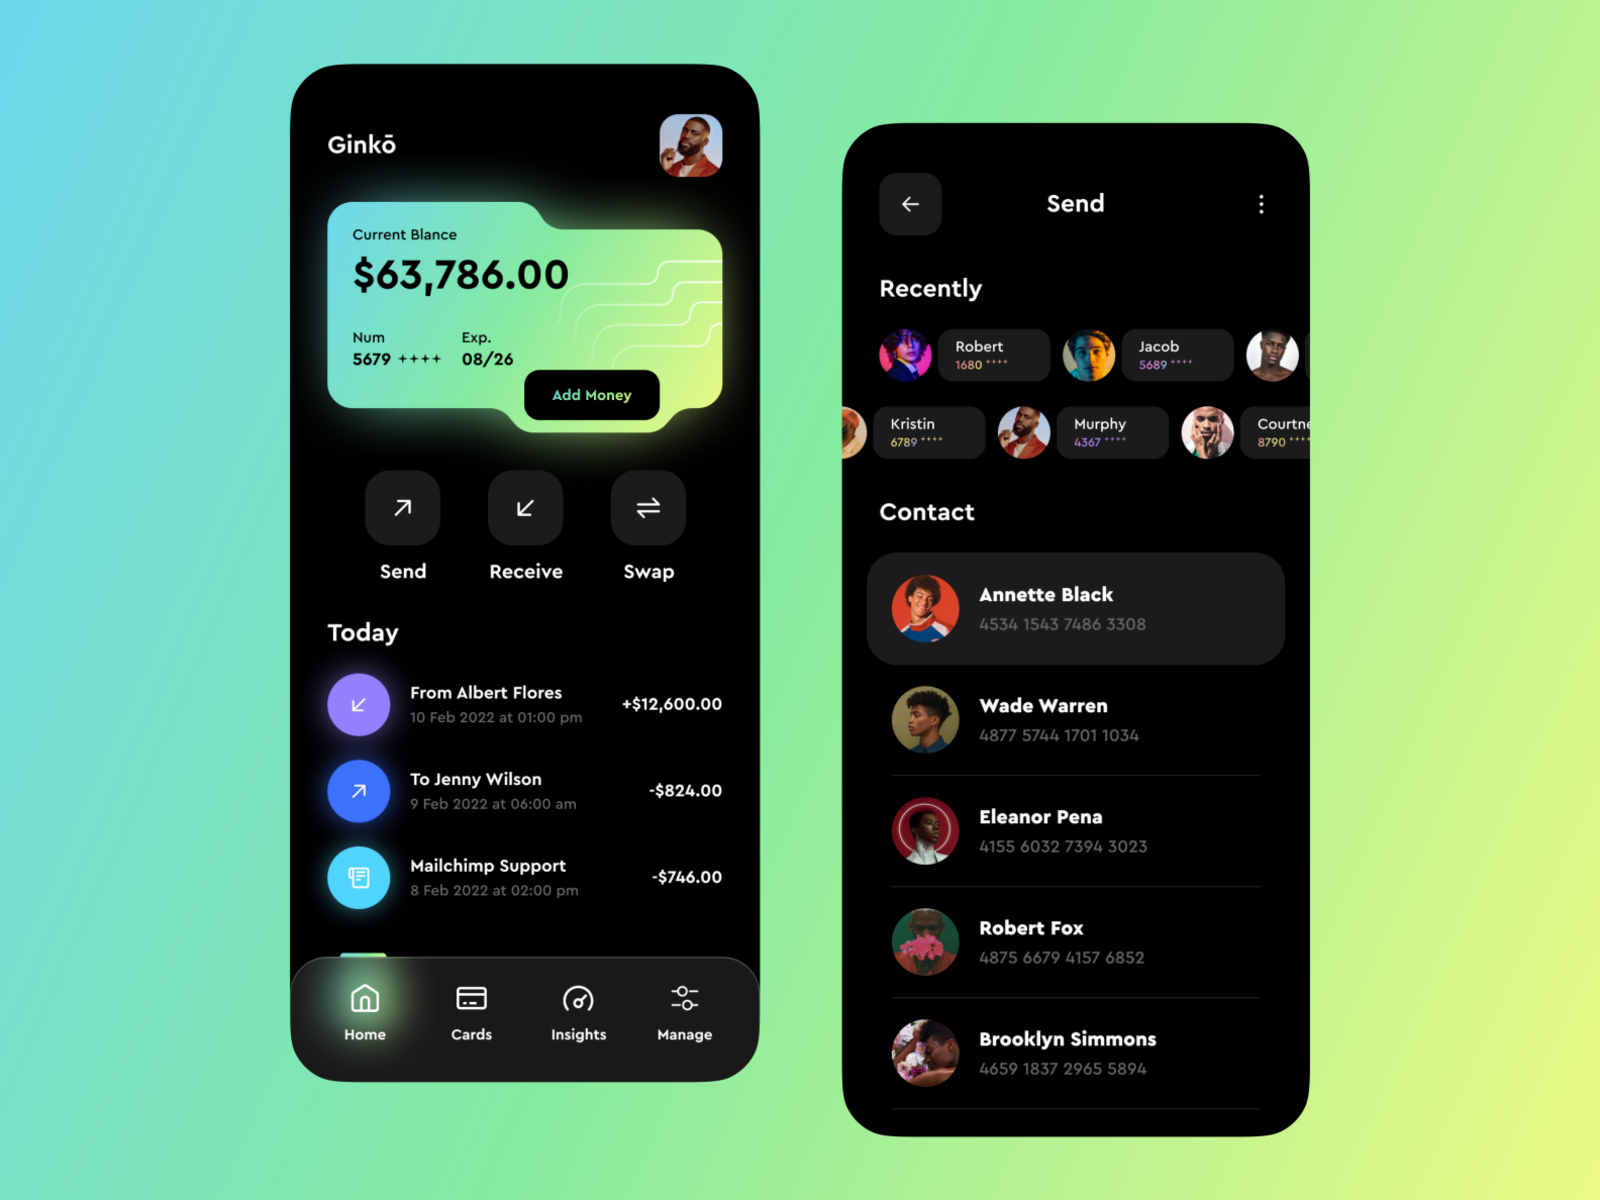 Ginkō
Current Blance
$63,786.00
Num
Exp.
5679 ++++
08/26
Add Money
Send
Receive
Swap
Today
From Albert Flores
10 Feb 2022 at 01:00 pm
+$12,600.00
To Jenny Wilson
9 Feb 2022 at 06:00 am
-$824.00
Mailchimp Support
8 Feb 2022 at 02:00 pm
-$746.00
Home
Cards
Insights
Manage
Send
Recently
Robert
1680 ++++
Jacob
5689 ++++
Kristin
6789 ++++
Murphy
4367 ++++
Courtne
8790 ++++
Contact
Annette Black
4534 1543 7486 3308
Wade Warren
4877 5744 1701 1034
Eleanor Pena
4155 6032 7394 3023
Robert Fox
4875 6679 4157 6852
Brooklyn Simmons
4659 1837 2965 5894